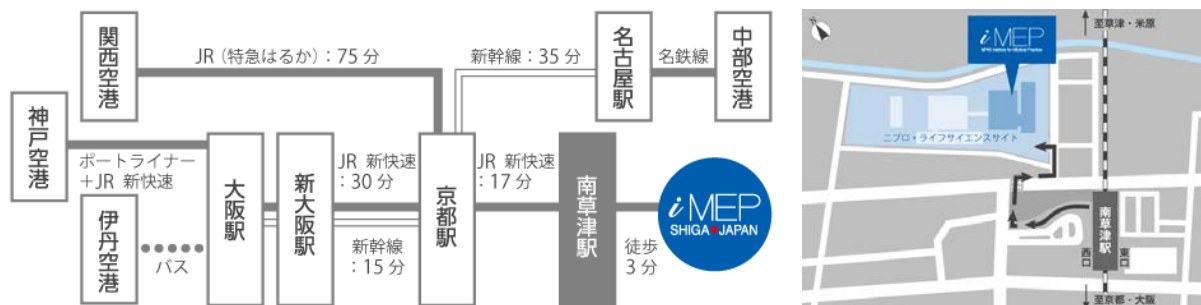 関西空港
JR（特急はるか）：75 分
新幹線：35 分
名古屋駅
名鉄線
中部空港
神戸空港
ポートライナー
＋JR 新快速
伊丹空港
バス
大阪駅
新大阪駅
JR 新快速
：30 分
新幹線
：15 分
京都駅
JR 新快速
：17 分
南草津駅
徒歩
3 分
iMEP
SHIGA●JAPAN
至草津・米原
iMEP
ニプロ・ライフサイエンスサイト
南草津駅
西口
東口
至京都・大阪